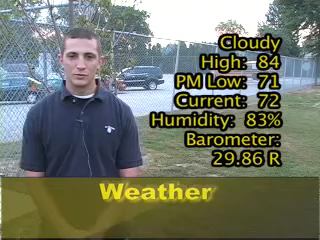 Cloudy
High: 84
PM Low: 71
Current: 72
Humidity: 83%
Barometer:
29.86 R
Weather